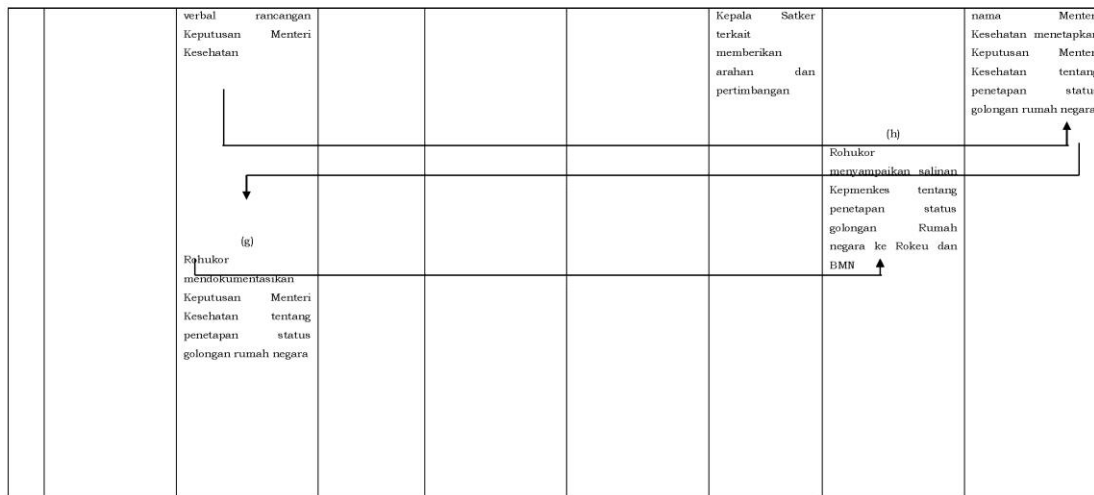 verbal rancangan
Keputusan Menteri
Kesehatan
Kepala Satker
terkait
memberikan
arahan dan
pertimbangan
nama Menteri
Kesehatan menetapkan
Keputusan Menteri
Kesehatan tentang
penetapan status
golongan rumah negara
(h)
Rohukor
menyampaikan salinan
Kepmenkes tentang
penetapan status
golongan Rumah
negara ke Rokeu dan
BMN
(g)
Rohukor
mendokumentasikan
Keputusan Menteri
Kesehatan tentang
penetapan status
golongan rumah negara